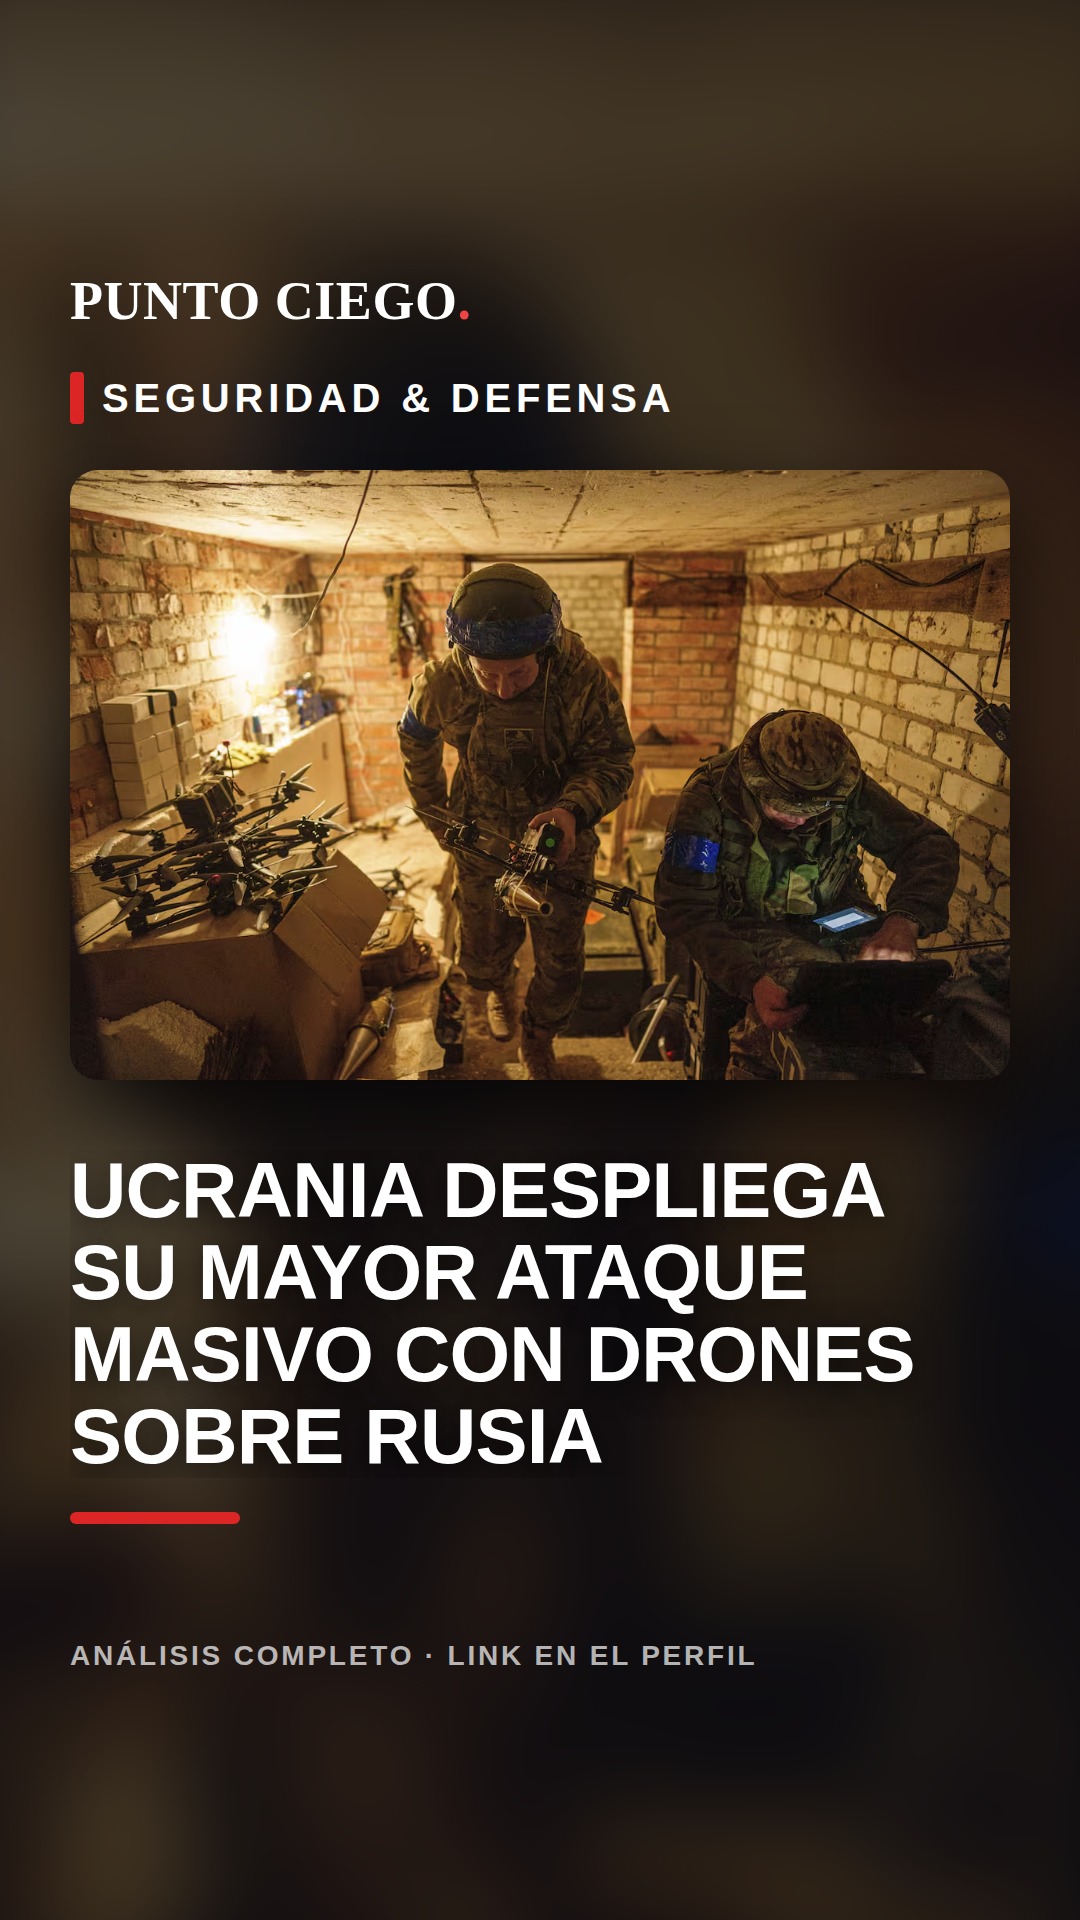 PUNTO CIEGO.
SEGURIDAD & DEFENSA
UCRANIA DESPLIEGA
SU MAYOR ATAQUE
MASIVO CON DRONES
SOBRE RUSIA
ANÁLISIS COMPLETO · LINK EN EL PERFIL